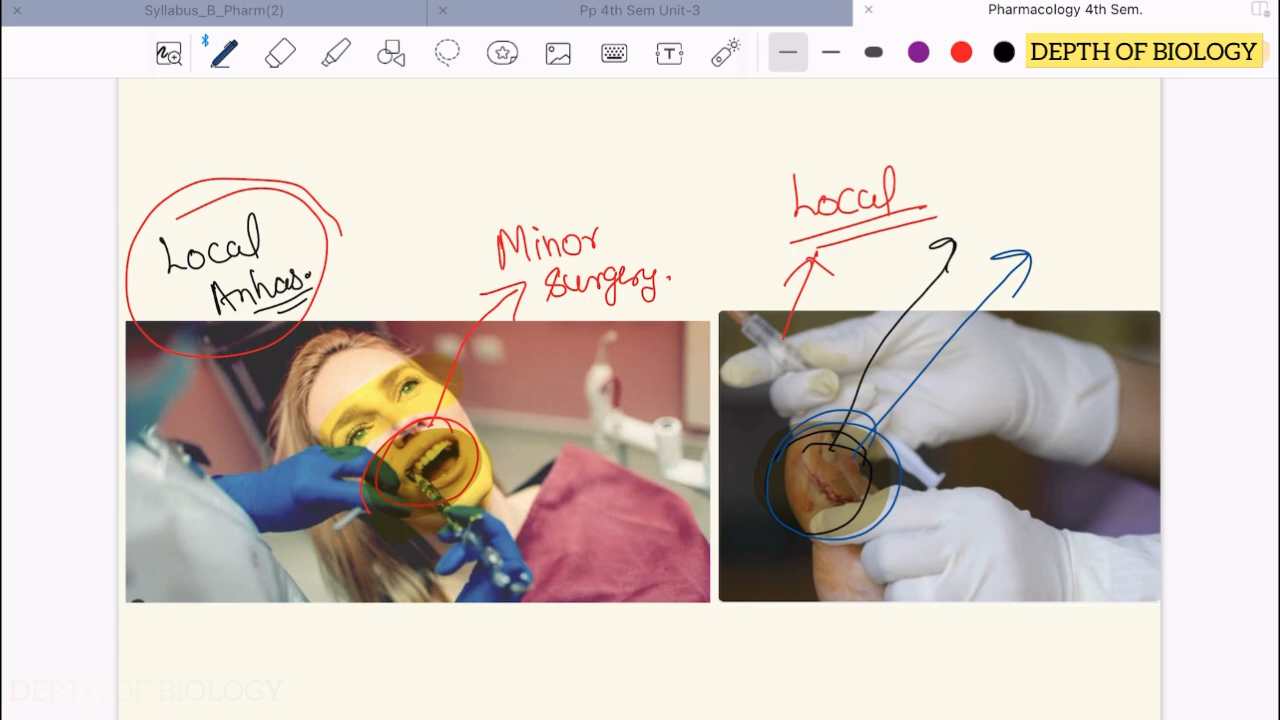 Syllabus_B_Pharm(2)
Pp 4th Sem Unit-3
Pharmacology 4th Sem.
DEPTH OF BIOLOGY
Local
Anhas.
Minor
Surgery.
Local
DEPTH OF BIOLOGY